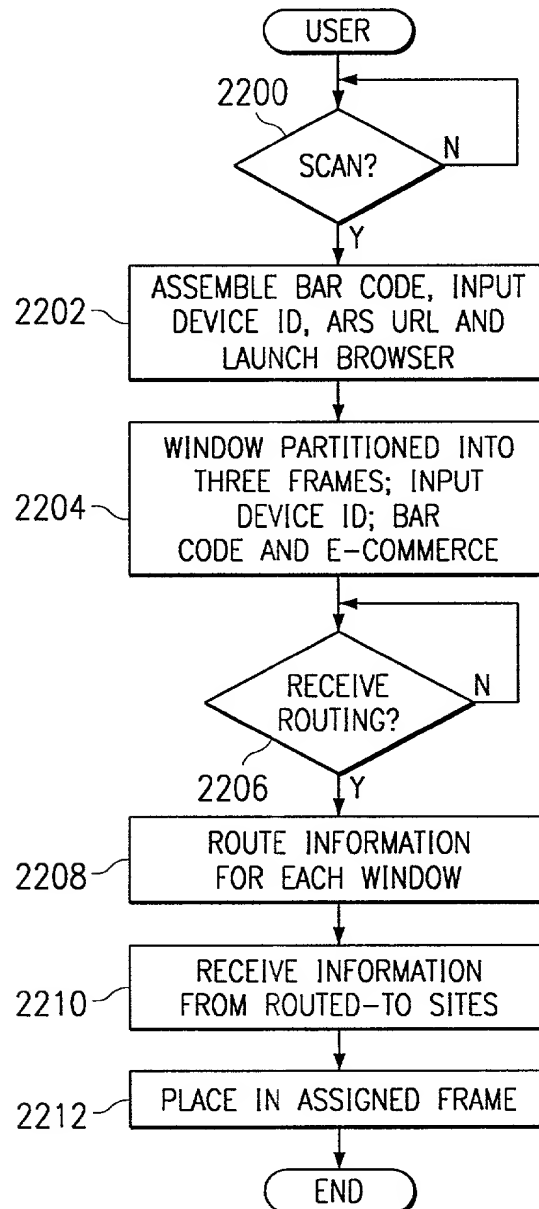 USER
2200
SCAN?
N
Y
2202
ASSEMBLE BAR CODE, INPUT
DEVICE ID, ARS URL AND
LAUNCH BROWSER
2204
WINDOW PARTITIONED INTO
THREE FRAMES; INPUT
DEVICE ID; BAR
CODE AND E-COMMERCE
RECEIVE
ROUTING?
N
2206
Y
2208
ROUTE INFORMATION
FOR EACH WINDOW
2210
RECEIVE INFORMATION
FROM ROUTED-TO SITES
2212
PLACE IN ASSIGNED FRAME
END